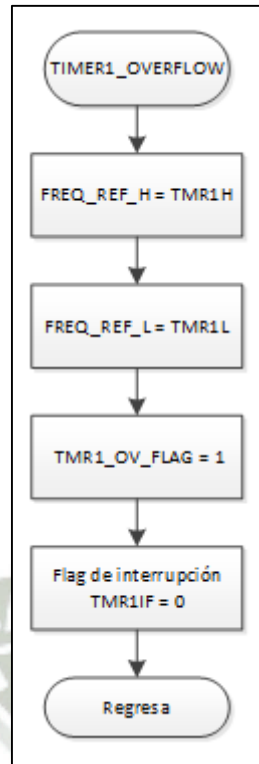 TIMER1_OVERFLOW
FREQ_REF_H = TMR1H
FREQ_REF_L = TMR1L
TMR1_OV_FLAG = 1
Flag de interrupción
TMR1IF = 0
Regresa